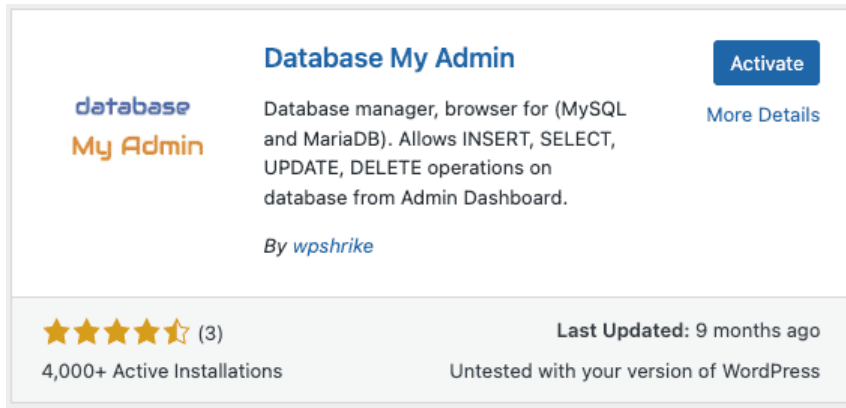 database
My Admin
Database My Admin
Activate
More Details
Database manager, browser for (MySQL
and MariaDB). Allows INSERT, SELECT,
UPDATE, DELETE operations on
database from Admin Dashboard.
By wpshrike
(3)
Last Updated: 9 months ago
4,000+ Active Installations
Untested with your version of WordPress